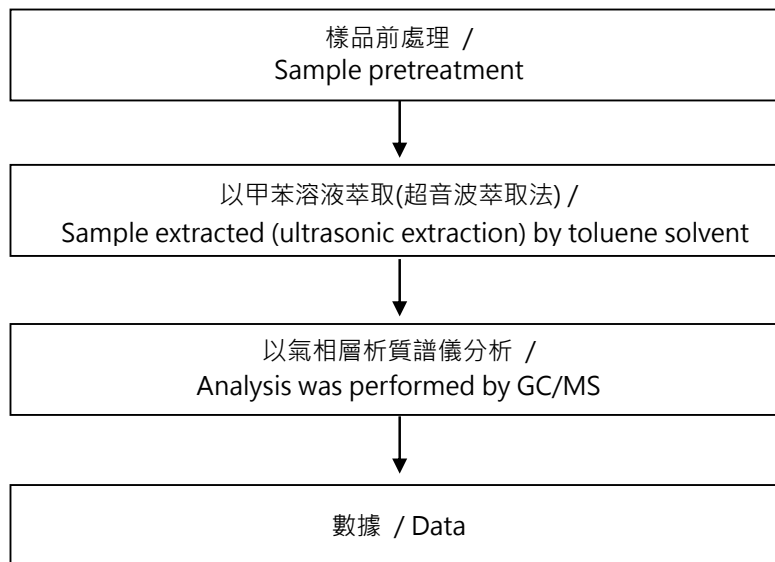 樣品前處理 /
Sample pretreatment
以甲苯溶液萃取(超音波萃取法) /
Sample extracted (ultrasonic extraction) by toluene solvent
以氣相層析質譜儀分析 /
Analysis was performed by GC/MS
數據 / Data